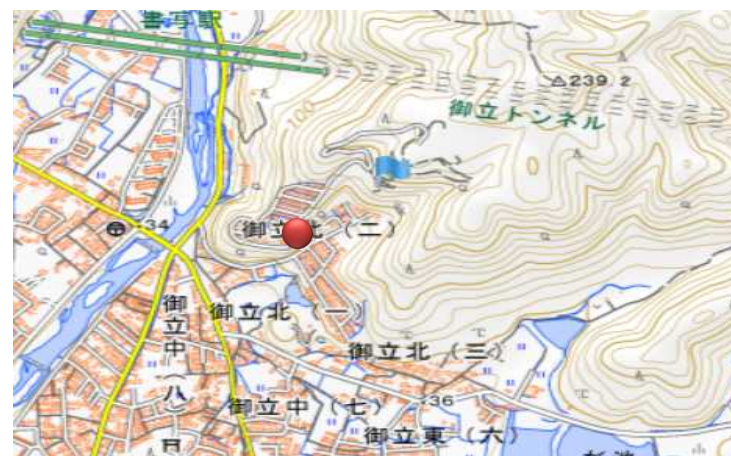 書写駅
239 2
御立トンネル
100
34
御立北（二）
御立中（八
御立北（一）
御立北（三）
36
御立中（七）
御立東（六）